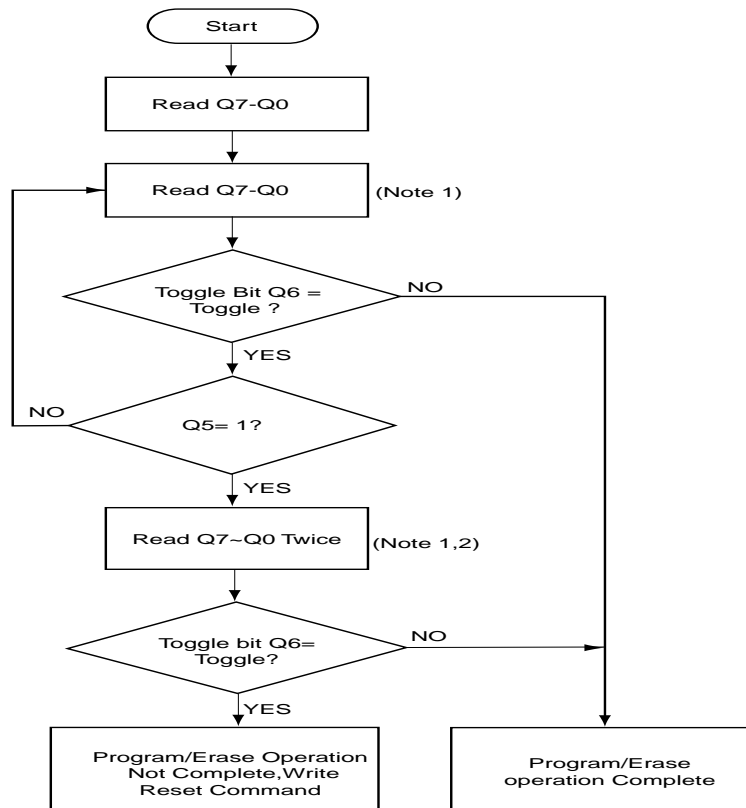 Start
Read Q7-Q0
Read Q7-Q0
(Note 1)
Toggle Bit Q6 =
Toggle ?
NO
YES
NO
Q5= 1?
YES
Read Q7~Q0 Twice
(Note 1,2)
Toggle bit Q6=
Toggle?
NO
YES
Program/Erase Operation
Not Complete,Write
Reset Command
Program/Erase
operation Complete